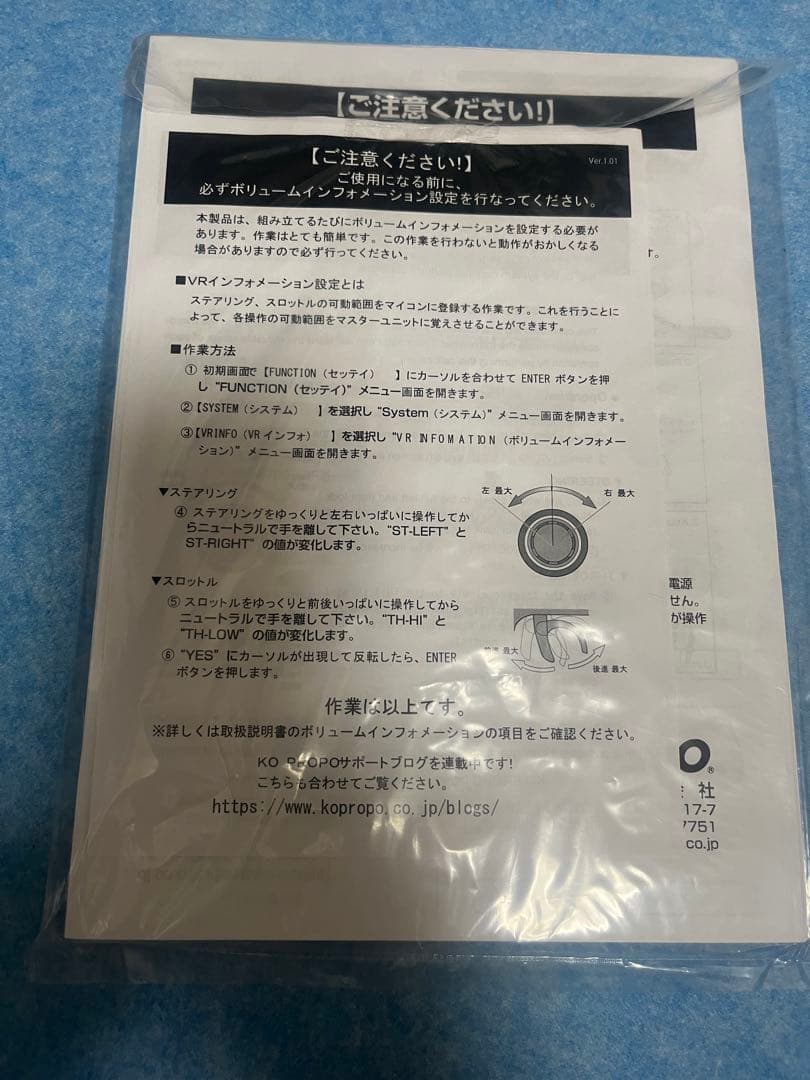 【ご注意ください!】
【ご注意ください!】
Ver.1.01
ご使用になる前に、
必ずボリュームインフォメーション設定を行なってください。
本製品は、組み立てるたびにボリュームインフォメーションを設定する必要が
あります。作業はとても簡単です。この作業を行わないと動作がおかしくなる
場合がありますので必ず行ってください。
す。
■VRインフォメーション設定とは
ステアリング、スロットルの可動範囲をマイコンに登録する作業です。これを行うことに
よって、各操作の可動範囲をマスターユニットに覚えさせることができます。
■作業方法
① 初期画面で【FUNCTION（セッテイ）　】にカーソルを合わせて ENTER ボタンを押
し “FUNCTION（セッテイ）” メニュー画面を開きます。
②【SYSTEM（システム）　】を選択し “System（システム）” メニュー画面を開きます。
③【VRINFO（VR インフォ）　】を選択し “VR INFOMATION（ボリュームインフォメー
ション）” メニュー画面を開きます。
▼ステアリング
④ ステアリングをゆっくりと左右いっぱいに操作してか
らニュートラルで手を離して下さい。“ST-LEFT” と
ST-RIGHT” の値が変化します。
左 最大
右 最大
▼スロットル
⑤ スロットルをゆっくりと前後いっぱいに操作してから
ニュートラルで手を離して下さい。“TH-HI” と
“TH-LOW” の値が変化します。
⑥ “YES” にカーソルが出現して反転したら、ENTER
ボタンを押します。
前進 最大
後進 最大
電源
せん。
が操作
作業は以上です。
※詳しくは取扱説明書のボリュームインフォメーションの項目をご確認ください。
KO PROPOサポートブログを連載中です!
こちらも合わせてご覧ください。
https://www.kopropo.co.jp/blcgs/
O®
社
17-7
7751
co.jp